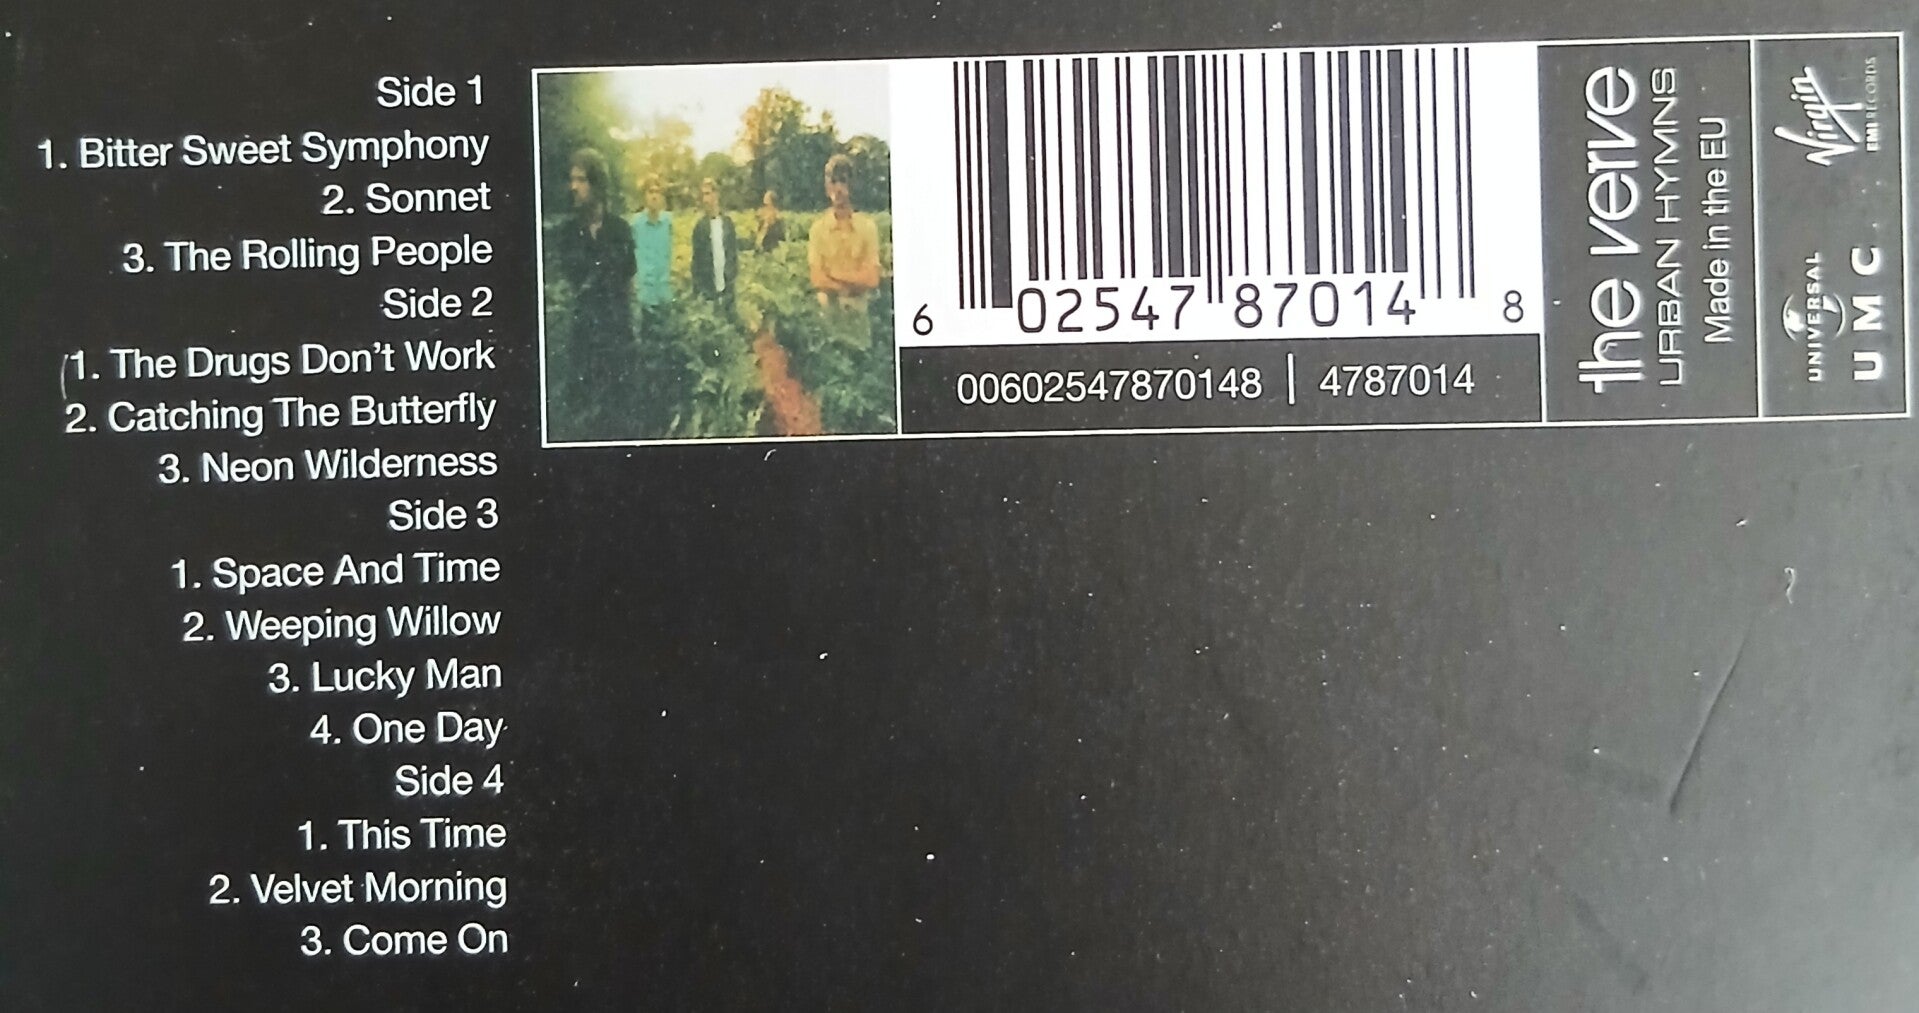 Side 1
1. Bitter Sweet Symphony
2. Sonnet
3. The Rolling People
Side 2
1. The Drugs Don't Work
2. Catching The Butterfly
3. Neon Wilderness
Side 3
1. Space And Time
2. Weeping Willow
3. Lucky Man
4. One Day
Side 4
1. This Time
2. Velvet Morning
3. Come On
6 02547 87014 8
00602547870148 | 4787014
the verve
URBAN HYMNS
Made in the EU
Virgin
EMI RECORDS
UNIVERSAL
UMC